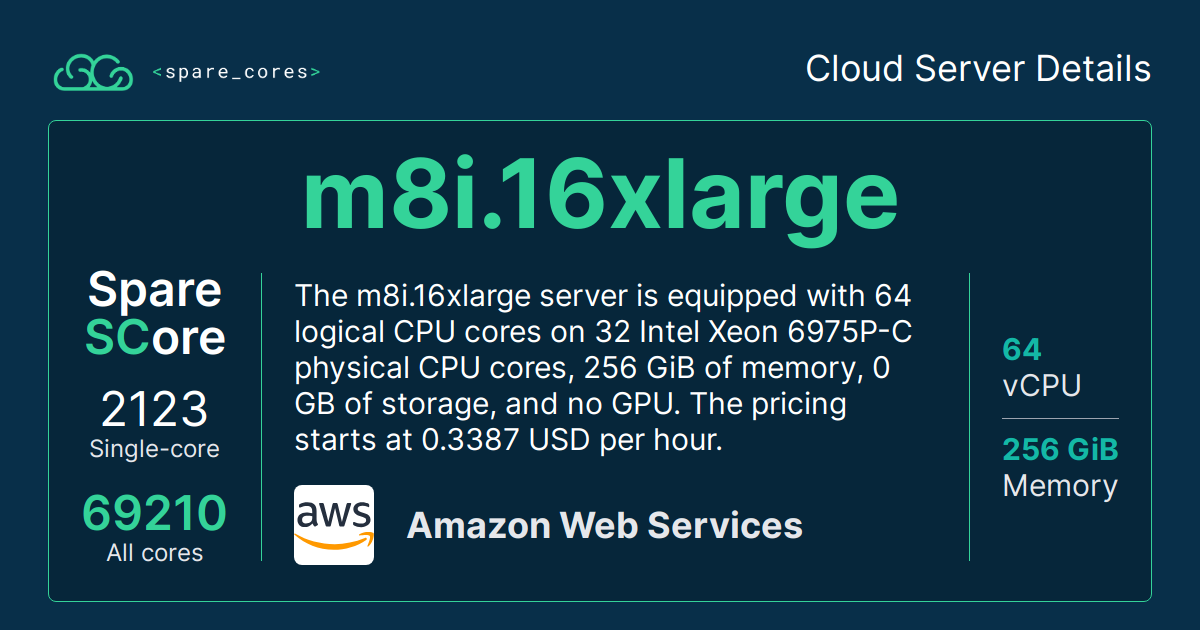 <spare_cores>
Cloud Server Details
m8i.16xlarge
Spare
SCore
2123
Single-core
69210
All cores
The m8i.16xlarge server is equipped with 64
logical CPU cores on 32 Intel Xeon 6975P-C
physical CPU cores, 256 GiB of memory, 0
GB of storage, and no GPU. The pricing
starts at 0.3387 USD per hour.
aws
Amazon Web Services
64
vCPU
256 GiB
Memory